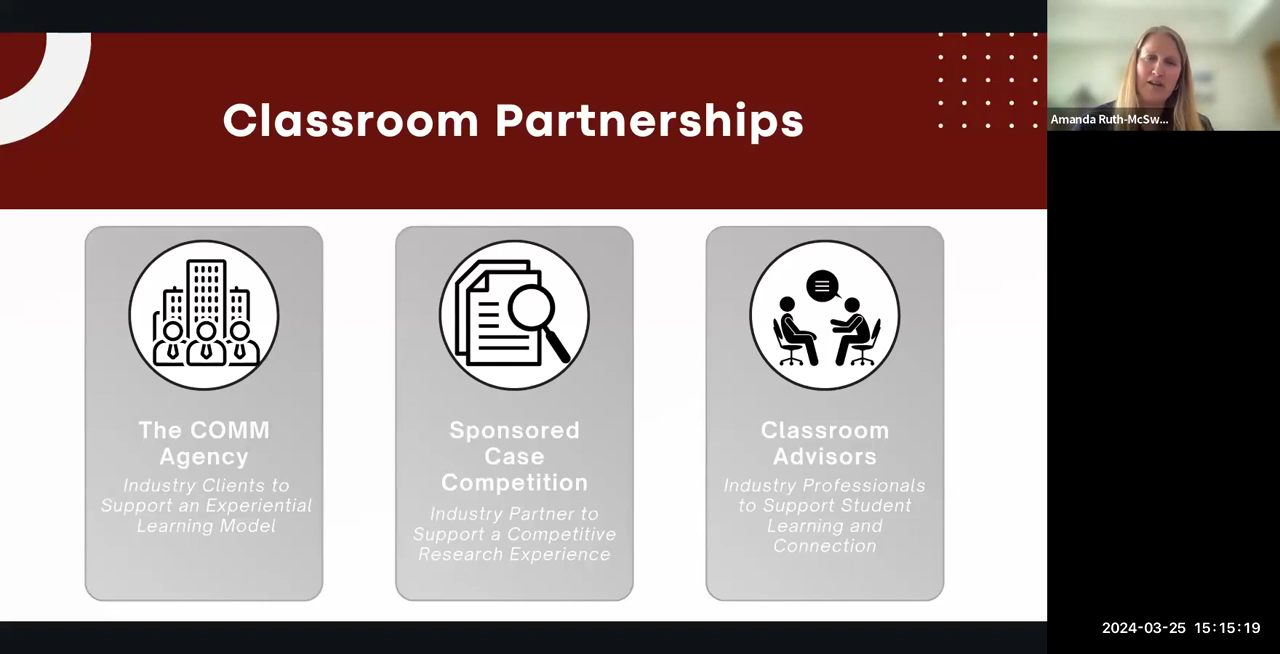 Classroom Partnerships
Amanda Ruth-McSw...
The COMM
Agency
Industry Clients to
Support an Experiential
Learning Model
Sponsored
Case
Competition
Industry Partner to
Support a Competitive
Research Experience
Classroom
Advisors
Industry Professionals
to Support Student
Learning and
Connection
2024-03-25 15:15:19